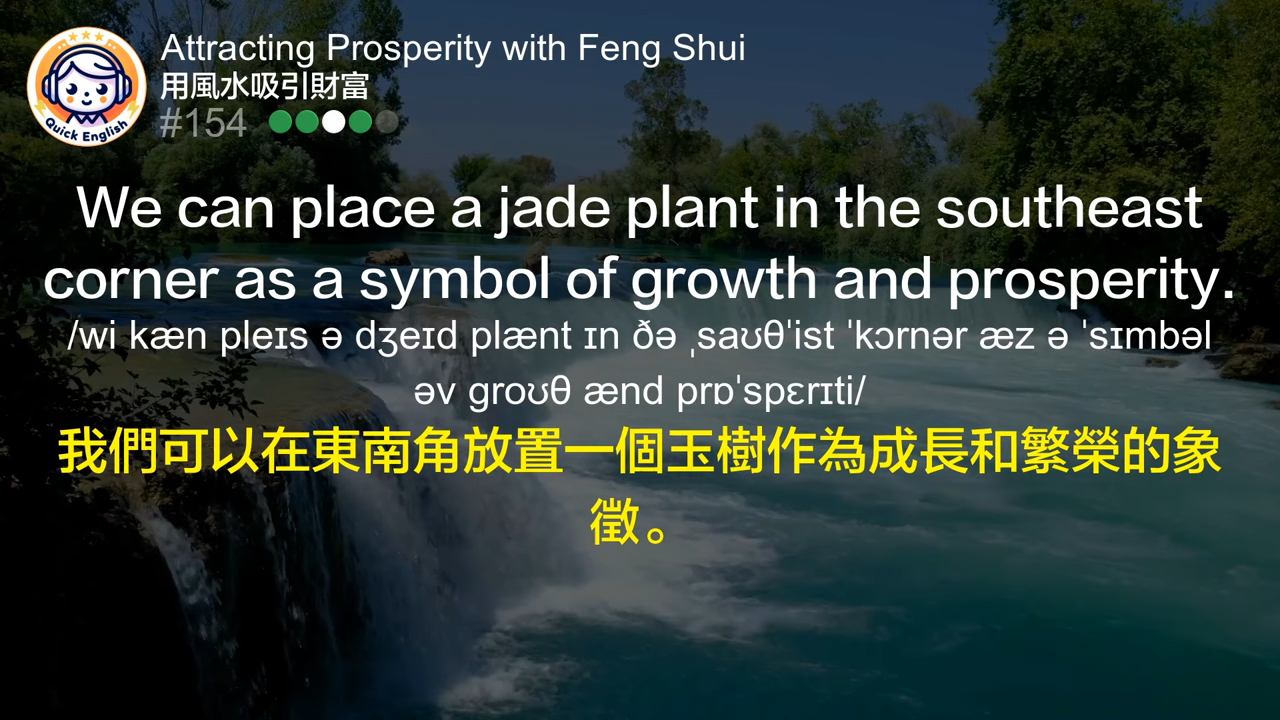 Attracting Prosperity with Feng Shui
用風水吸引財富
#154
Quick English
We can place a jade plant in the southeast
corner as a symbol of growth and prosperity.
/wi kæn pleɪs ə dʒeɪd plænt ɪn ðə ˌsaʊθˈist ˈkɔrnər æz ə ˈsɪmbəl
əv groʊθ ænd prɒˈspɛrɪti/
我們可以在東南角放置一個玉樹作為成長和繁榮的象
徵。